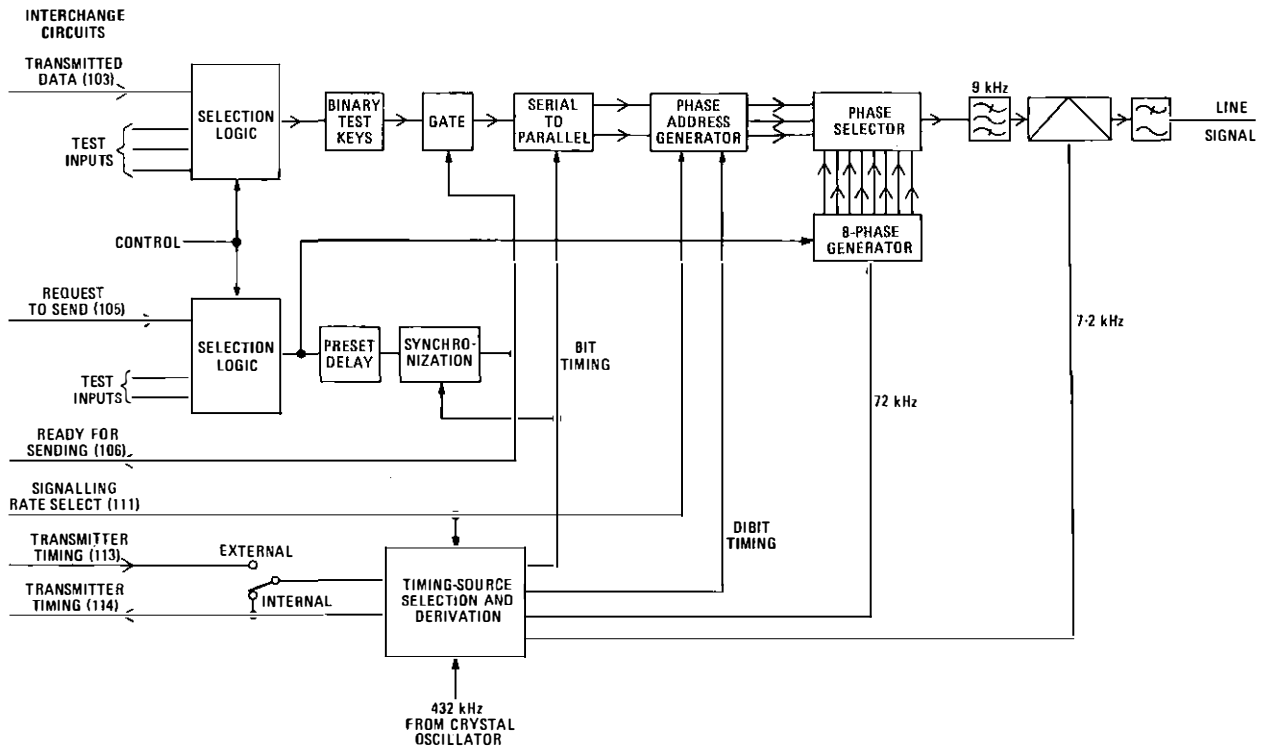 INTERCHANGE
CIRCUITS
TRANSMITTED
DATA (103)
TEST
INPUTS
SELECTION
LOGIC
BINARY
TEST
KEYS
GATE
SERIAL
TO
PARALLEL
PHASE
ADDRESS
GENERATOR
PHASE
SELECTOR
9 kHz
LINE
SIGNAL
CONTROL
8-PHASE
GENERATOR
REQUEST
TO SEND (105)
SELECTION
LOGIC
PRESET
DELAY
SYNCHRO-
NIZATION
BIT
TIMING
7·2 kHz
TEST
INPUTS
72 kHz
READY FOR
SENDING (106)
SIGNALLING
RATE SELECT (111)
DIBIT
TIMING
TRANSMITTER
TIMING (113)
EXTERNAL
TRANSMITTER
TIMING (114)
INTERNAL
TIMING-SOURCE
SELECTION AND
DERIVATION
432 kHz
FROM CRYSTAL
OSCILLATOR